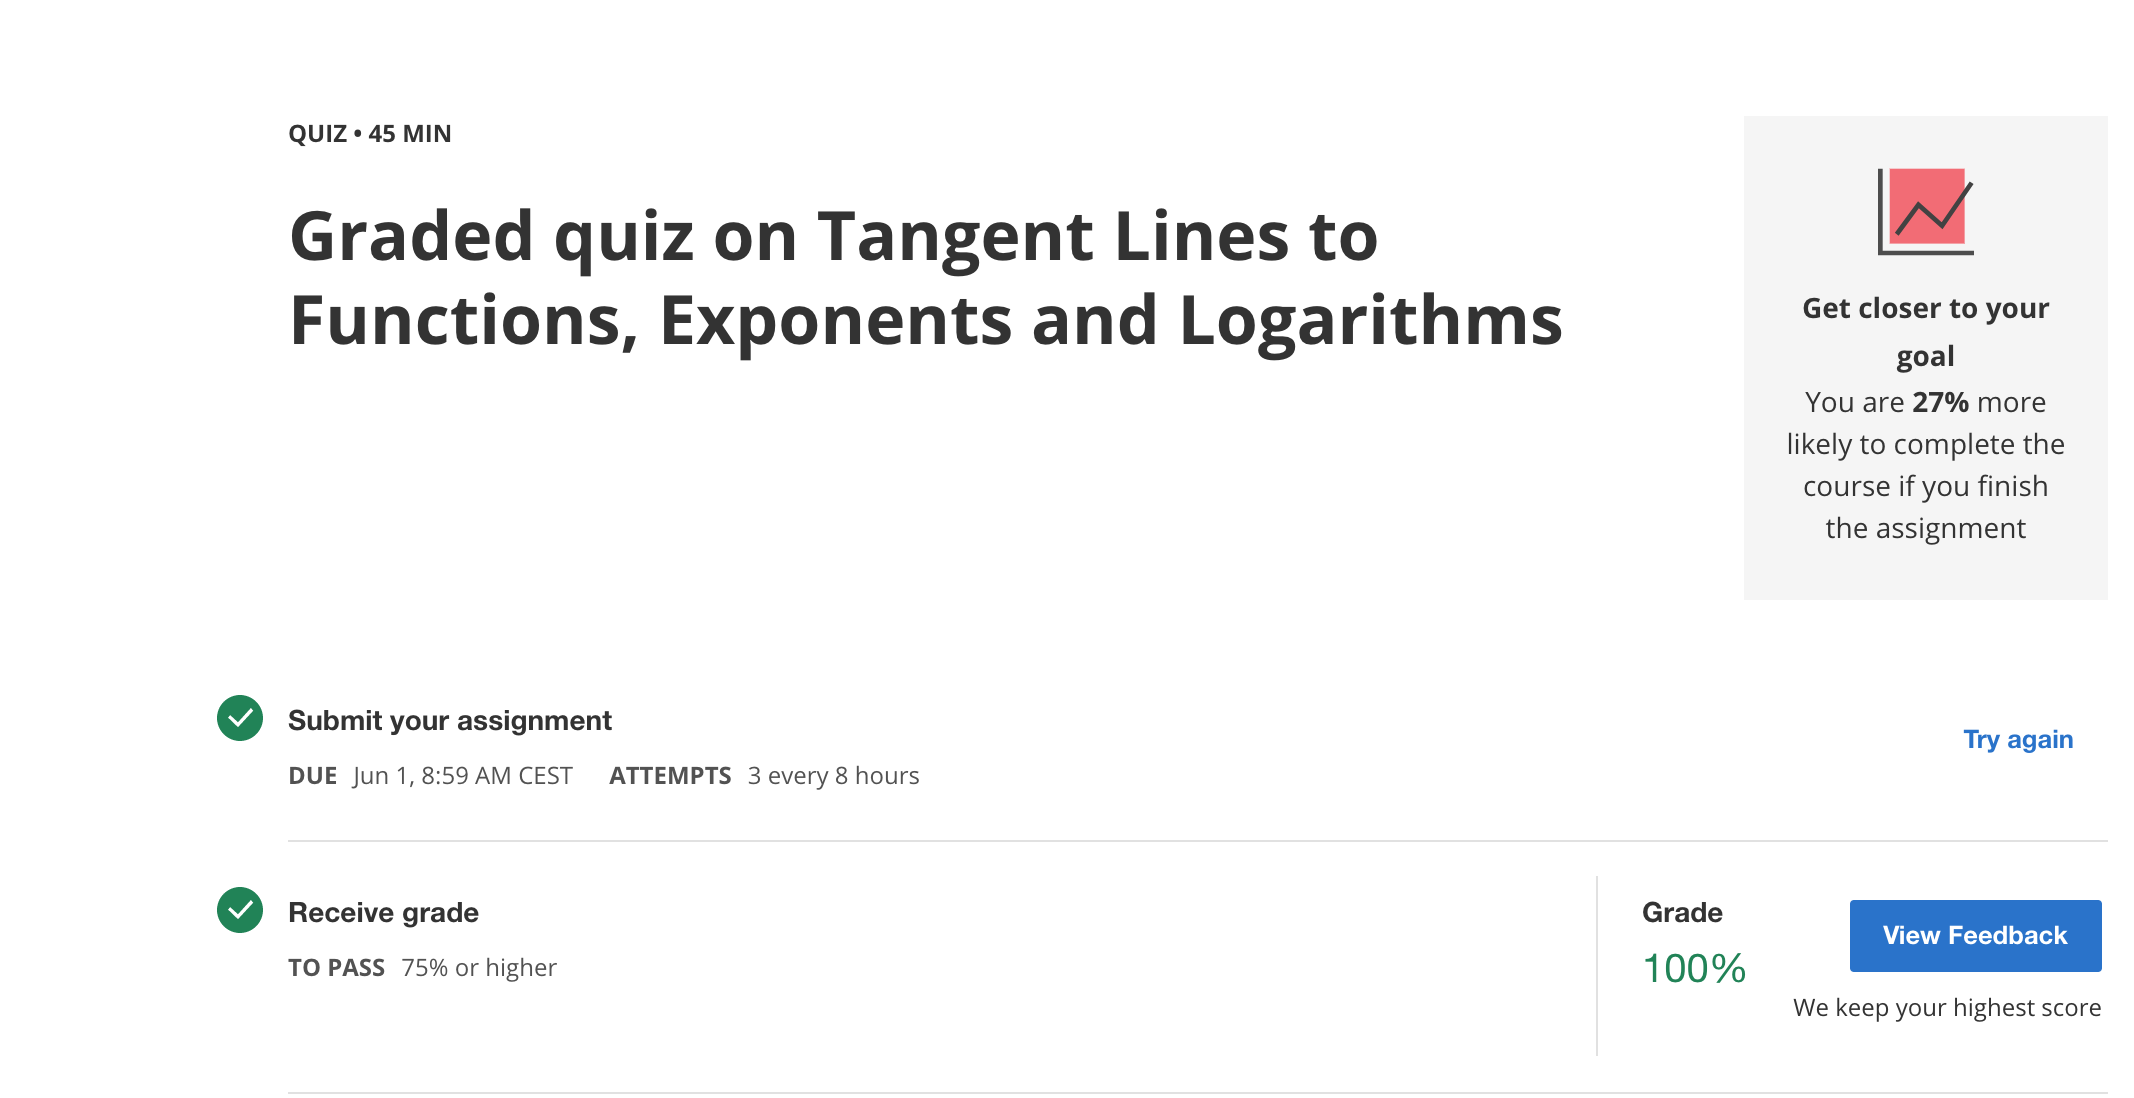 QUIZ • 45 MIN
Graded quiz on Tangent Lines to
Functions, Exponents and Logarithms
Get closer to your
goal
You are 27% more
likely to complete the
course if you finish
the assignment
Submit your assignment
DUE Jun 1, 8:59 AM CEST ATTEMPTS 3 every 8 hours
Try again
Receive grade
TO PASS 75% or higher
Grade
100%
View Feedback
We keep your highest score